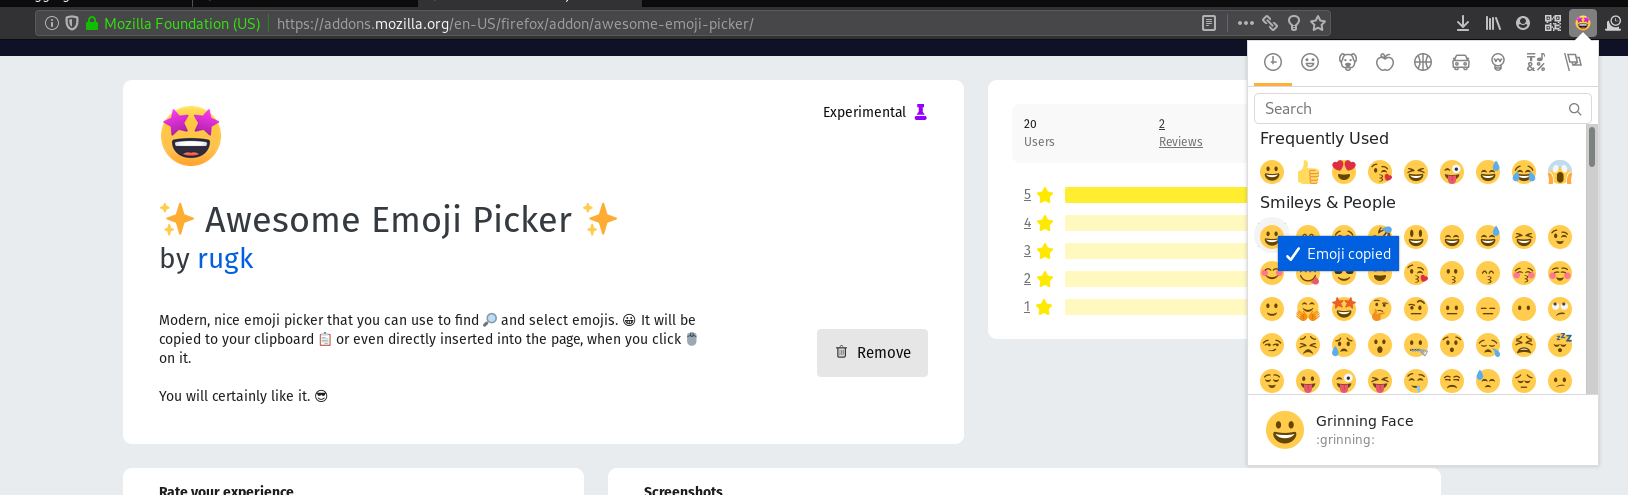 Mozilla Foundation (US)
https://addons.mozilla.org/en-US/firefox/addon/awesome-emoji-picker/
Experimental
Awesome Emoji Picker
by rugk
Modern, nice emoji picker that you can use to find 🔎 and select emojis. 😀 It will be
copied to your clipboard 📋 or even directly inserted into the page, when you click 🖱️
on it.
You will certainly like it. 😎
Remove
20
Users
2
Reviews
5
4
3
2
1
Search
Frequently Used
Smileys & People
Emoji copied
Grinning Face
:grinning:
Rate your experience
Screenshots